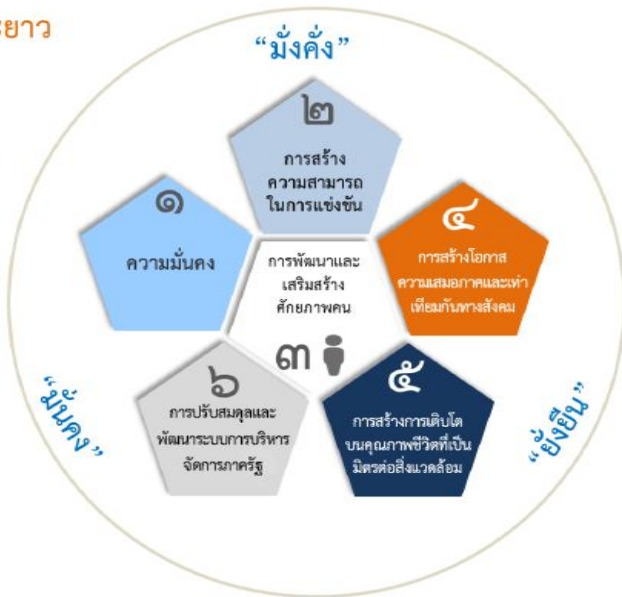 ะยาว
“มั่งคั่ง”
๒
การสร้าง
ความสามารถ
ในการแข่งขัน
๑
ความมั่นคง
การพัฒนาและ
เสริมสร้าง
ศักยภาพคน
๓
๔
การสร้างโอกาส
ความเสมอภาคและเท่า
เทียมกันทางสังคม
๖
การปรับสมดุลและ
พัฒนาระบบการบริหาร
จัดการภาครัฐ
๕
การสร้างการเติบโต
บนคุณภาพชีวิตที่เป็น
มิตรต่อสิ่งแวดล้อม
“มั่นคง”
“ยั่งยืน”